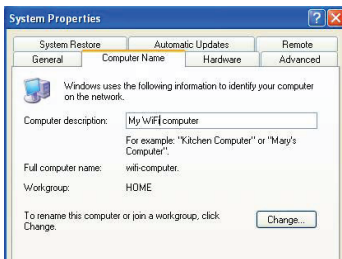 System Properties
System Restore Automatic Updates Remote
General Computer Name Hardware Advanced
Windows uses the following information to identify your computer
on the network.
Computer description: My WiFi computer
For example: "Kitchen Computer" or "Mary's
Computer".
Full computer name: wifi-computer.
Workgroup: HOME
To rename this computer or join a workgroup, click
Change.
Change...